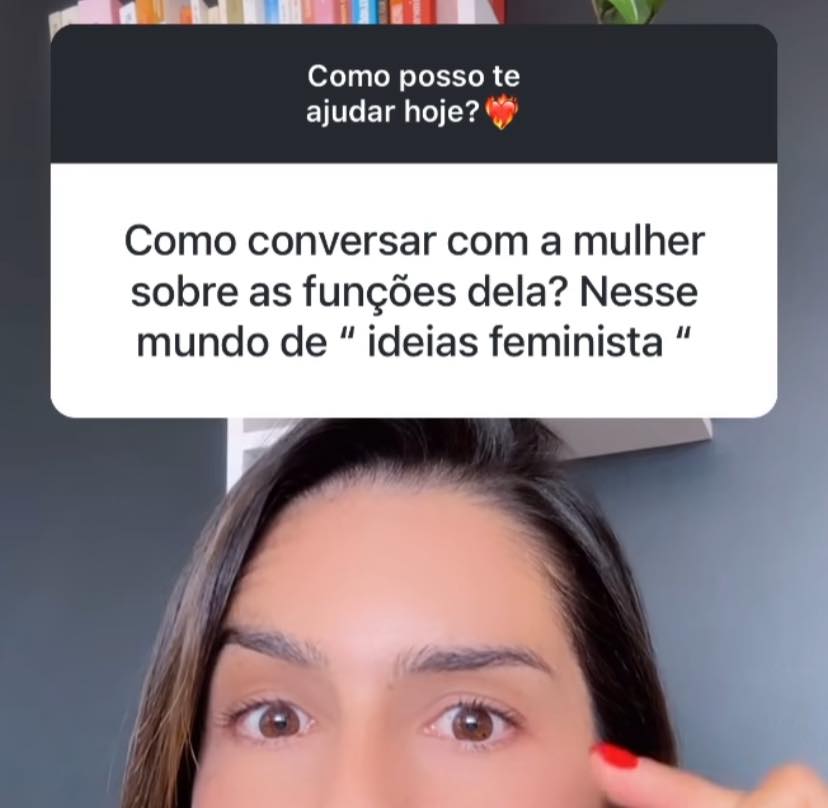 Como posso te
ajudar hoje?❤️‍🔥
Como conversar com a mulher
sobre as funções dela? Nesse
mundo de “ ideias feminista “